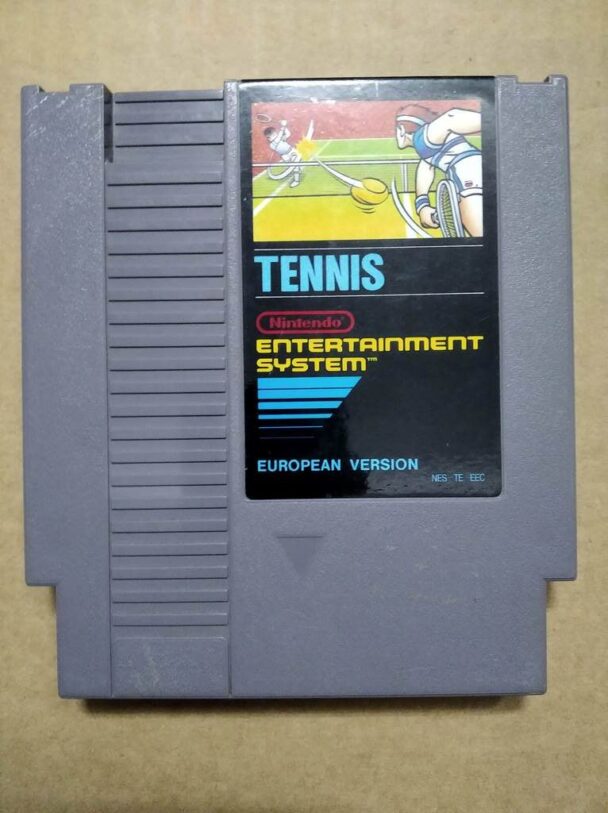 TENNIS
Nintendo®
ENTERTAINMENT
SYSTEM™
EUROPEAN VERSION
NES TE EEC